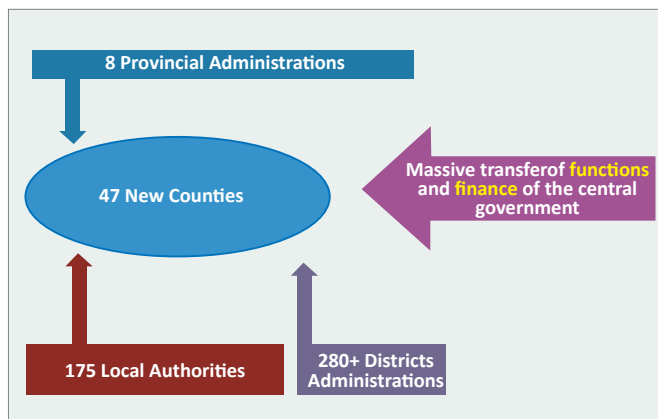 8 Provincial Administrations
47 New Counties
Massive transferof functions
and finance of the central
government
175 Local Authorities
280+ Districts
Administrations